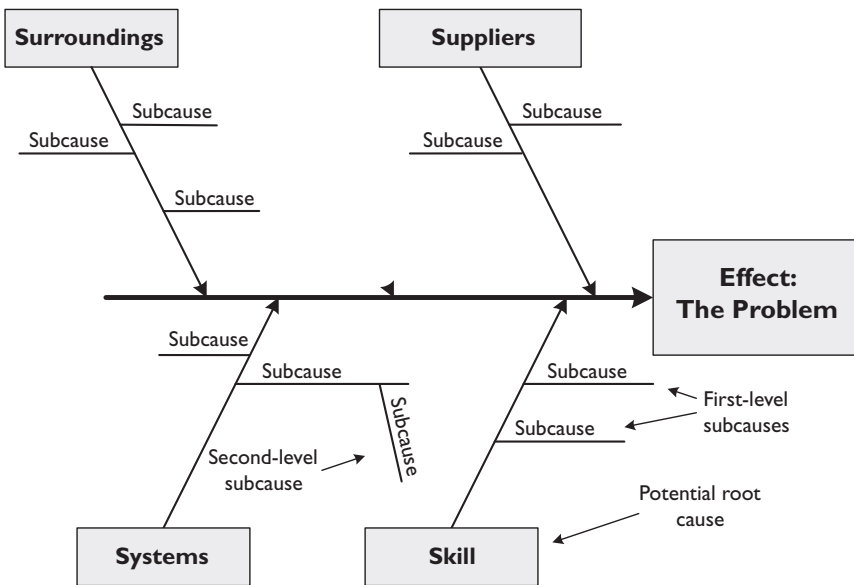 Surroundings
Suppliers
Subcause
Subcause
Subcause
Subcause
Subcause
Effect:
The Problem
Subcause
Subcause
Subcause
Second-level
subcause
Subcause
Subcause
First-level
subcauses
Potential root
cause
Systems
Skill